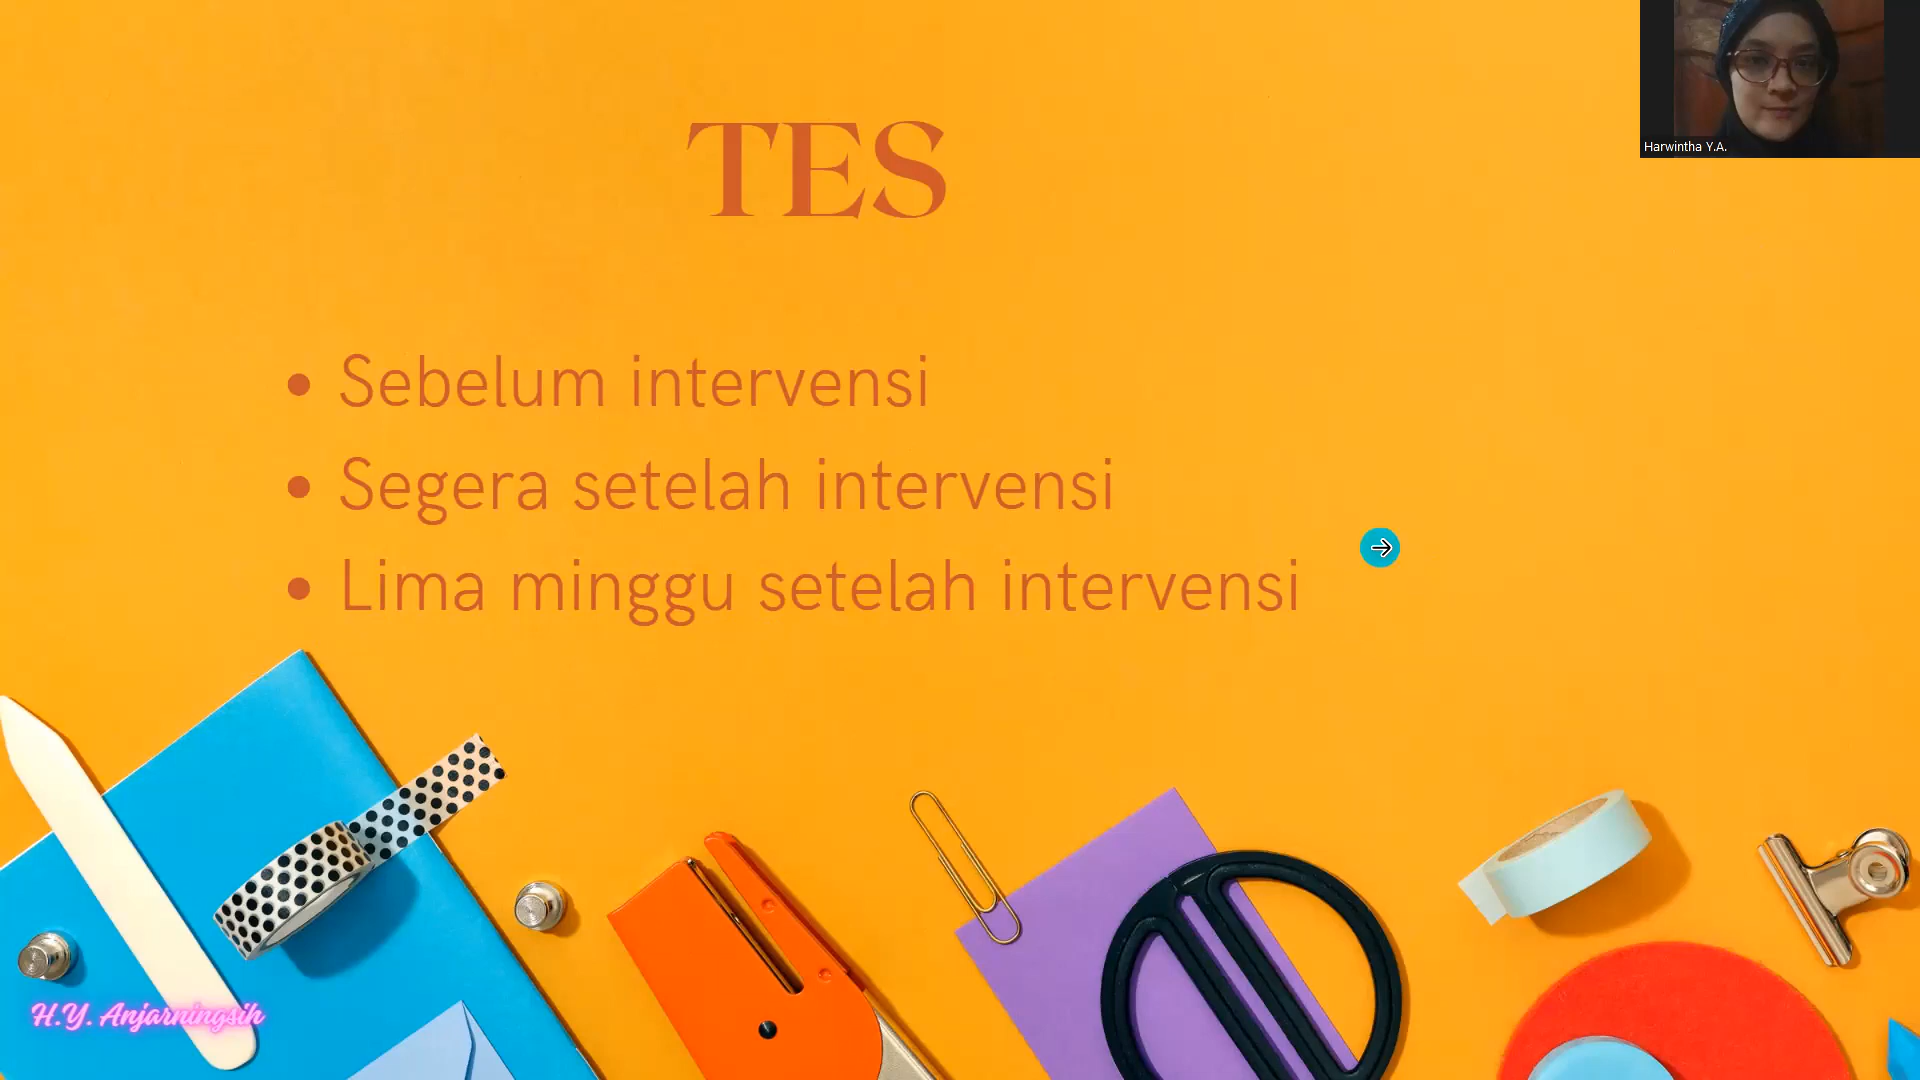 TES
Harwintha Y.A.
• Sebelum intervensi
• Segera setelah intervensi
• Lima minggu setelah intervensi
H.Y. Anjarningsih